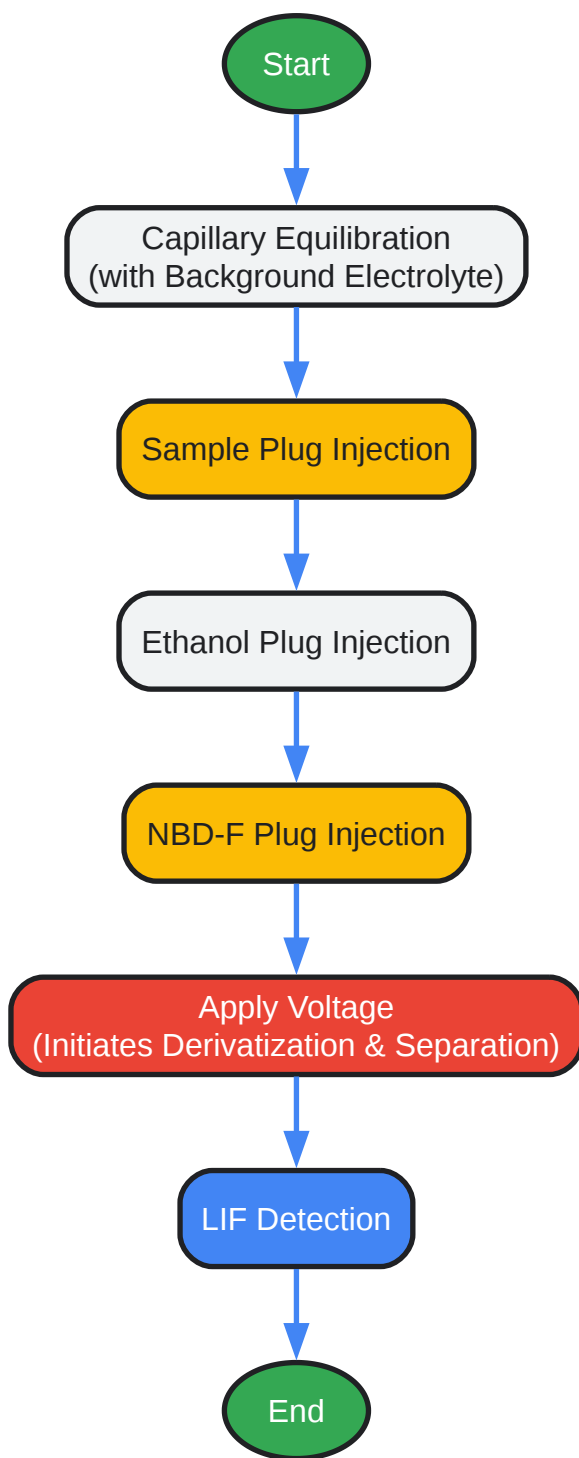 Start
Capillary Equilibration
(with Background Electrolyte)
Sample Plug Injection
Ethanol Plug Injection
NBD-F Plug Injection
Apply Voltage
(Initiates Derivatization & Separation)
LIF Detection
End